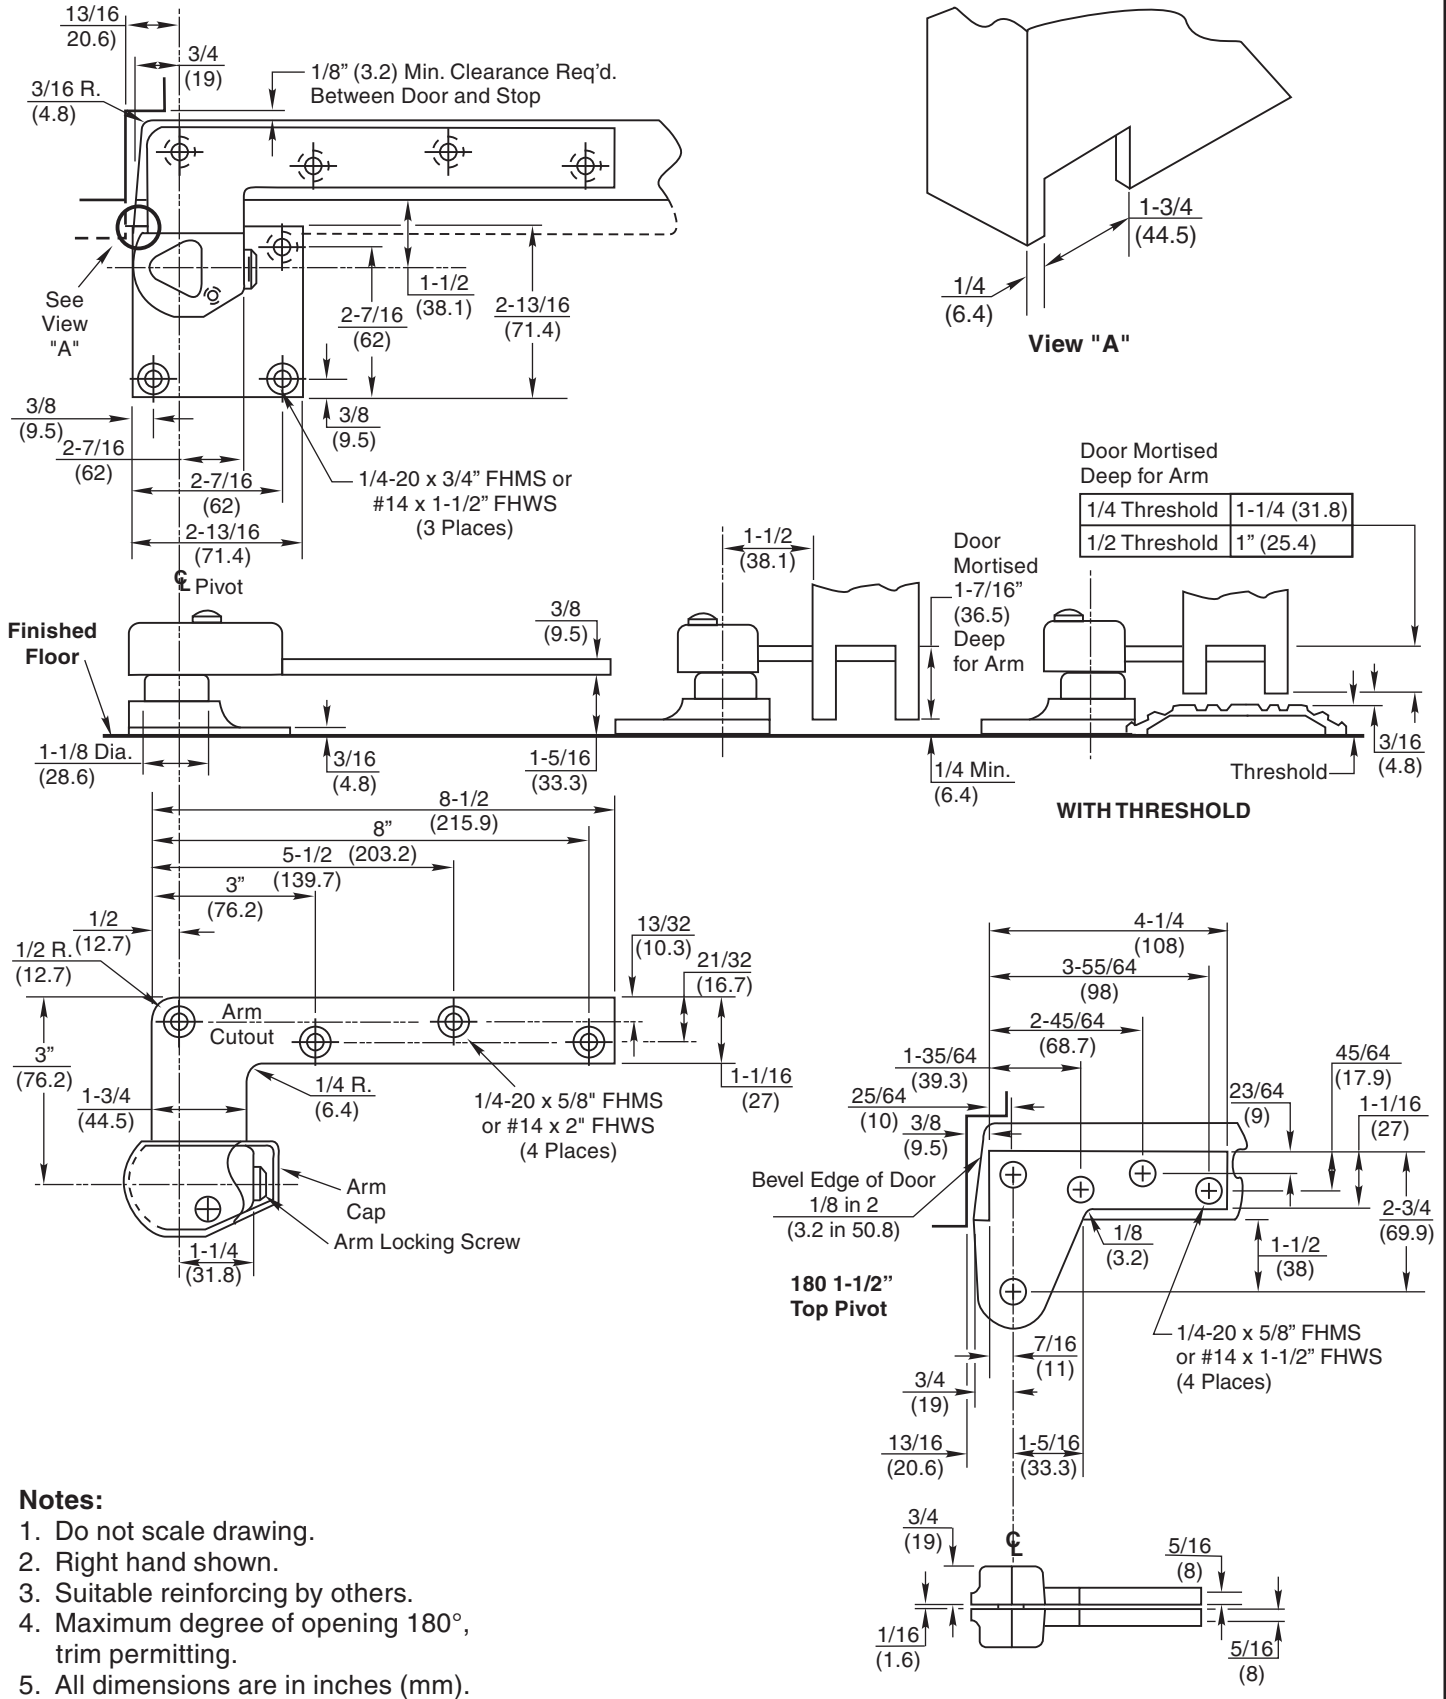 13/16
20.6)
3/4
(19)
1/8” (3.2) Min. Clearance Req’d.
Between Door and Stop
3/16 R.
(4.8)
See
View
"A"
1-1/2
(38.1)
2-7/16
(62)
2-13/16
(71.4)
3/8
(9.5)
3/8
(9.5)
2-7/16
(62)
2-7/16
(62)
2-13/16
(71.4)
1/4-20 x 3/4” FHMS or
#14 x 1-1/2” FHWS
(3 Places)
1-3/4
(44.5)
1/4
(6.4)
View "A"
℄ Pivot
Finished
Floor
3/8
(9.5)
1-1/8 Dia.
(28.6)
3/16
(4.8)
1-5/16
(33.3)
1-1/2
(38.1)
Door
Mortised
1-7/16”
(36.5)
Deep
for Arm
1/4 Min.
(6.4)
Door Mortised
Deep for Arm
1/4 Threshold 1-1/4 (31.8)
1/2 Threshold 1” (25.4)
3/16
(4.8)
Threshold
WITH THRESHOLD
8-1/2
(215.9)
8”
(203.2)
5-1/2
(139.7)
3”
(76.2)
1/2
(12.7)
1/2 R.
(12.7)
13/32
(10.3)
21/32
(16.7)
Arm
Cutout
3”
(76.2)
1-3/4
(44.5)
1/4 R.
(6.4)
1/4-20 x 5/8" FHMS
or #14 x 2" FHWS
(4 Places)
1-1/16
(27)
Arm
Cap
Arm Locking Screw
1-1/4
(31.8)
4-1/4
(108)
3-55/64
(98)
2-45/64
(68.7)
1-35/64
(39.3)
25/64
(10)
3/8
(9.5)
45/64
(17.9)
23/64
(9)
1-1/16
(27)
Bevel Edge of Door
1/8 in 2
(3.2 in 50.8)
1/8
(3.2)
1-1/2
(38)
2-3/4
(69.9)
180 1-1/2”
Top Pivot
1/4-20 x 5/8” FHMS
or #14 x 1-1/2” FHWS
(4 Places)
7/16
(11)
3/4
(19)
13/16
(20.6)
1-5/16
(33.3)
3/4
(19)
℄
5/16
(8)
1/16
(1.6)
5/16
(8)
Notes:
1. Do not scale drawing.
2. Right hand shown.
3. Suitable reinforcing by others.
4. Maximum degree of opening 180°,
trim permitting.
5. All dimensions are in inches (mm).